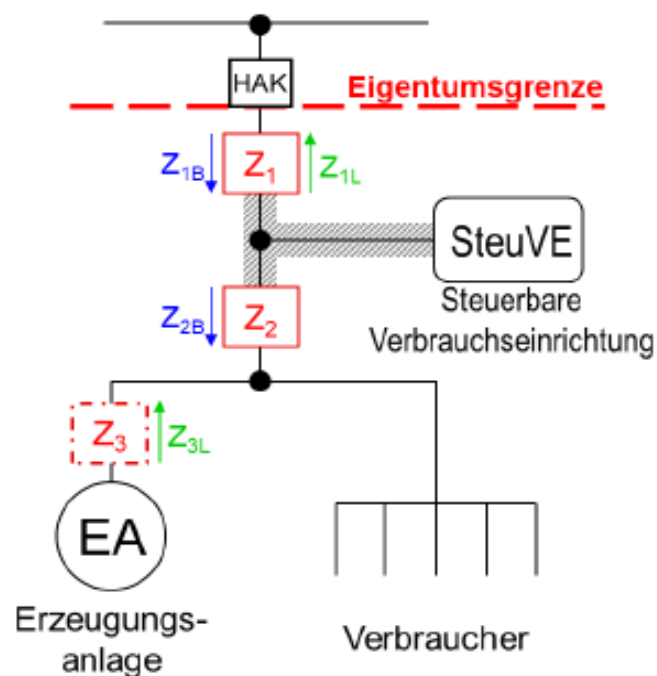 HAK
Eigentumsgrenze
Z1B
Z1
Z1L
SteuVE
Steuerbare
Verbrauchseinrichtung
Z2B
Z2
Z3
Z3L
EA
Erzeugungs-
anlage
Verbraucher